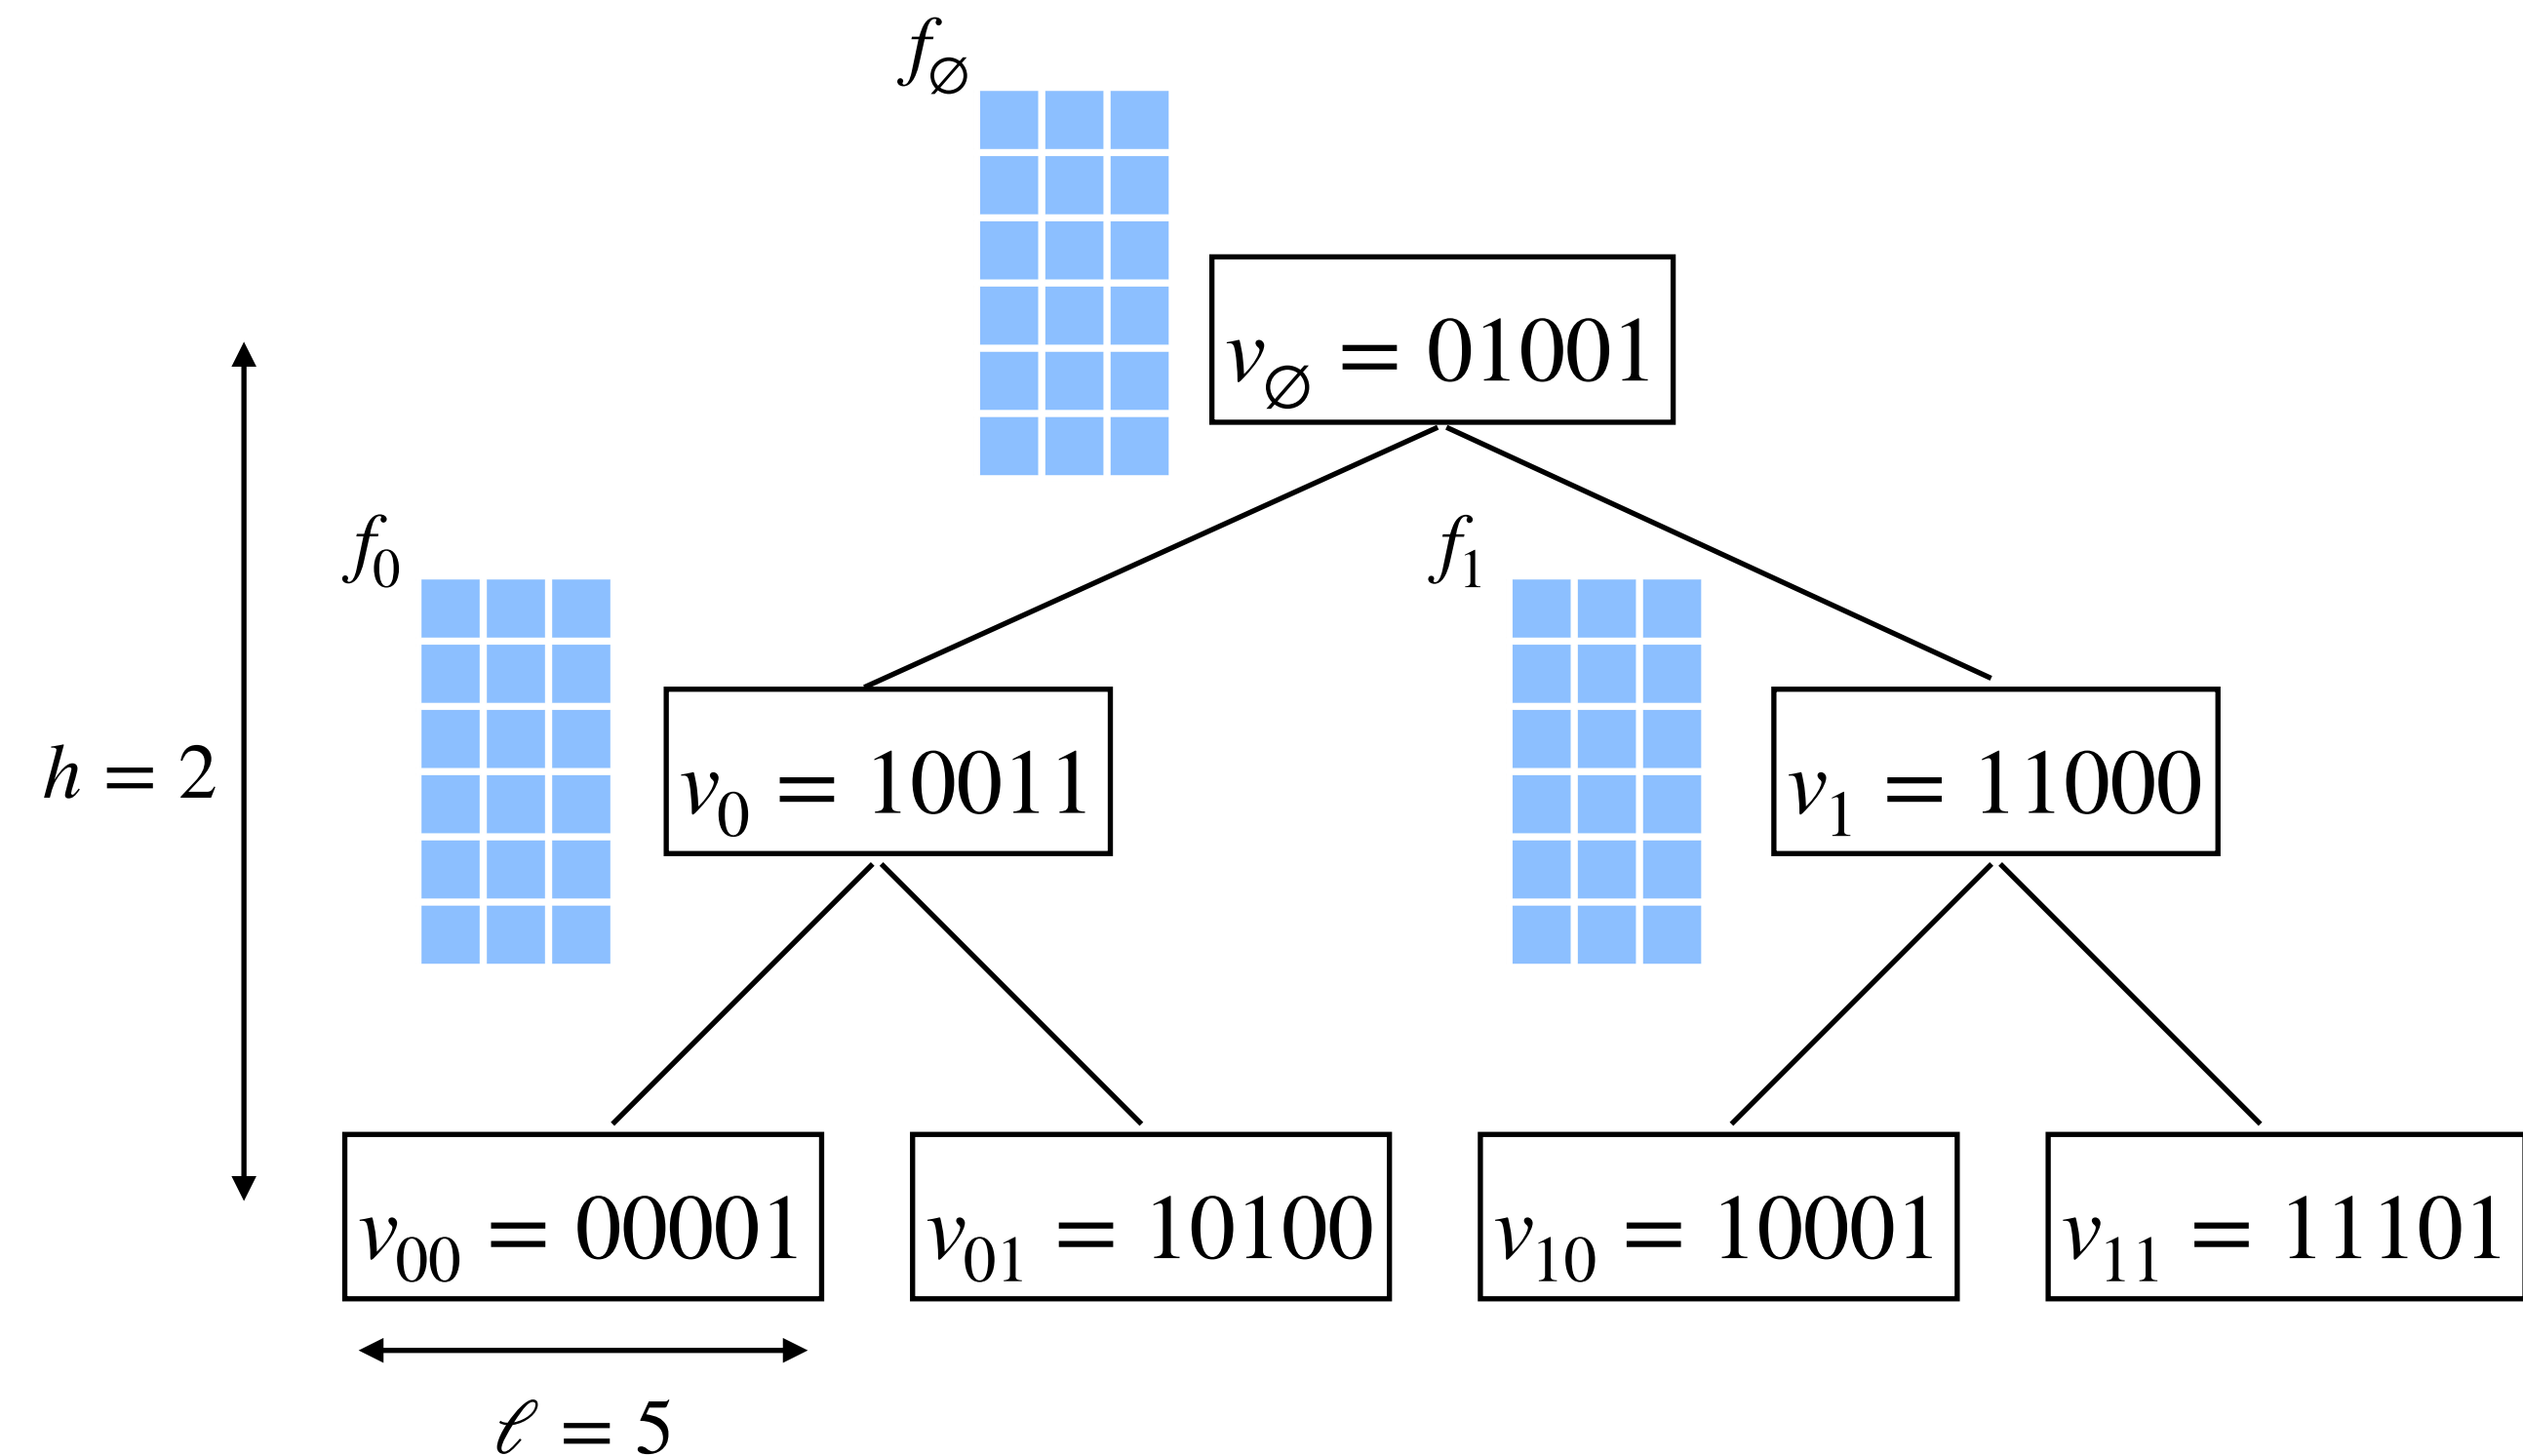 f∅
v∅ = 01001
f0
f1
h = 2
v0 = 10011
v1 = 11000
v00 = 00001
v01 = 10100
v10 = 10001
v11 = 11101
ℓ = 5